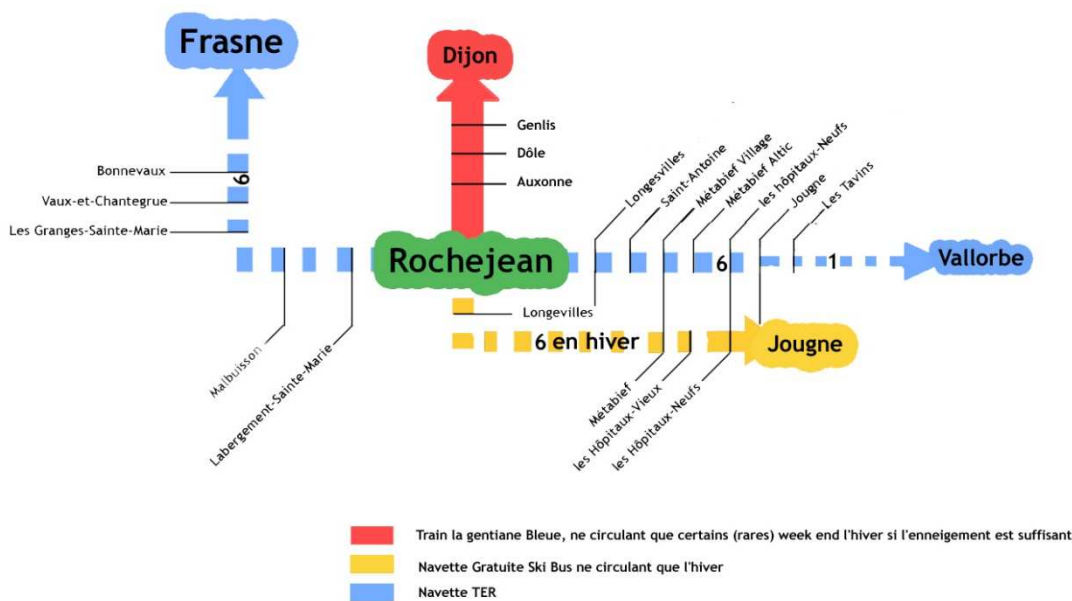 Frasne
Dijon
Genlis
Dôle
Auxonne
Bonnevaux
6
Vaux-et-Chantegrue
Les Granges-Sainte-Marie
Longesvilles
Saint-Antoine
Métabief Village
Métabief Altic
les hôpitaux-Neufs
Jougne
Les Tavins
Rochejean
6
1
Vallorbe
Longevilles
6 en hiver
Jougne
Malbuisson
Labergement-Sainte-Marie
Métabief
les Hôpitaux-Vieux
les Hôpitaux-Neufs
Train la gentiane Bleue, ne circulant que certains (rares) week end l'hiver si l'enneigement est suffisant
Navette Gratuite Ski Bus ne circulant que l'hiver
Navette TER